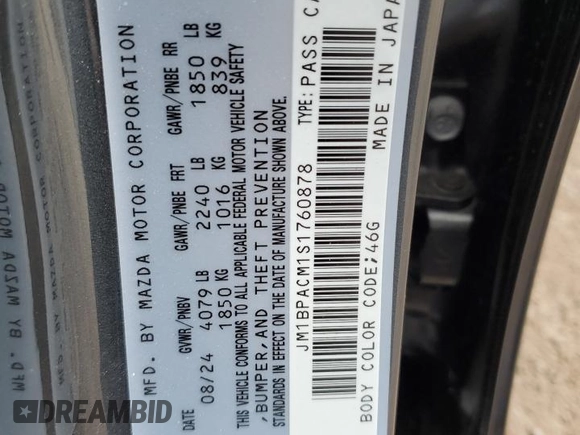 MFD. BY MAZDA MOTOR CORPORATION
GVWR/PNBV GAWR/PNBE FRT GAWR/PNBE RR
08/24 4079 LB 2240 LB 1850 LB
1850 KG 1016 KG 839 KG
THIS VEHICLE CONFORMS TO ALL APPLICABLE FEDERAL MOTOR VEHICLE SAFETY
,BUMPER,AND THEFT PREVENTION
STANDARDS IN EFFECT ON THE DATE OF MANUFACTURE SHOWN ABOVE.
JM1BPACM1S1760878 TYPE: PASS CA
BODY COLOR CODE;46G MADE IN JAPA
DREAMBID